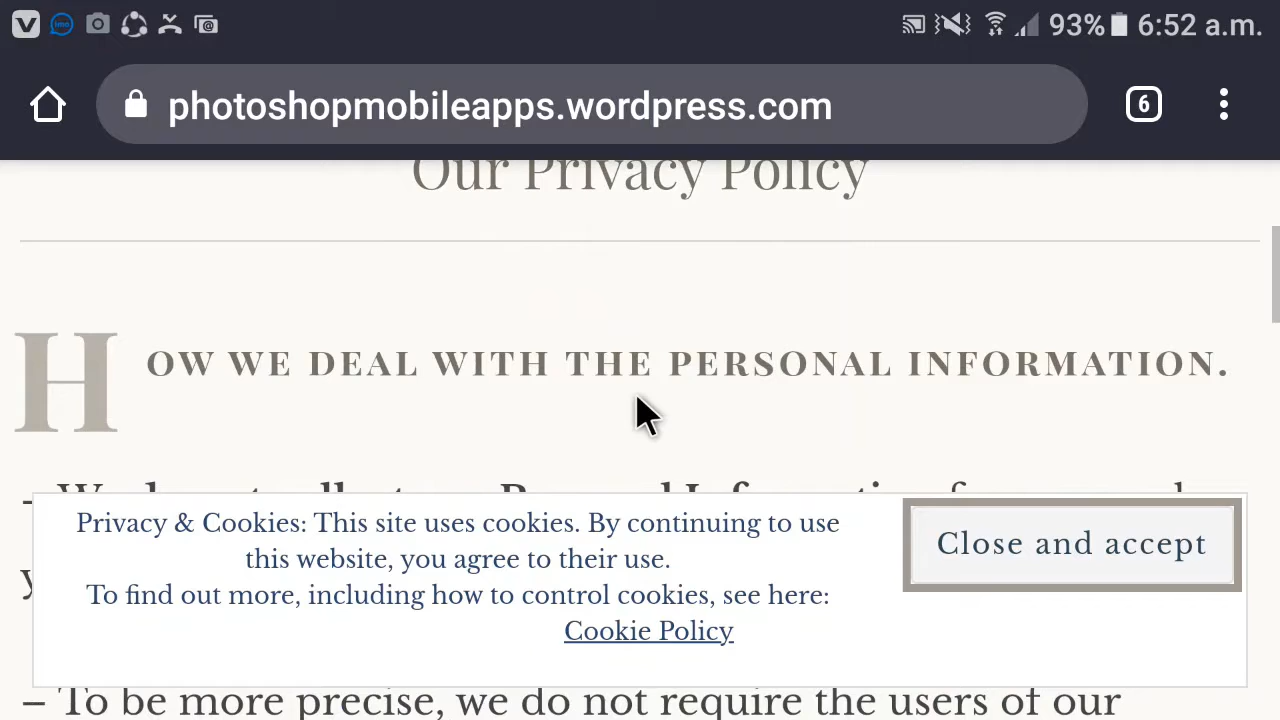 93% 6:52 a.m.
photoshopmobileapps.wordpress.com
6
Our Privacy Policy
HOW WE DEAL WITH THE PERSONAL INFORMATION.
Privacy & Cookies: This site uses cookies. By continuing to use
this website, you agree to their use.
To find out more, including how to control cookies, see here:
Cookie Policy
Close and accept
– To be more precise, we do not require the users of our